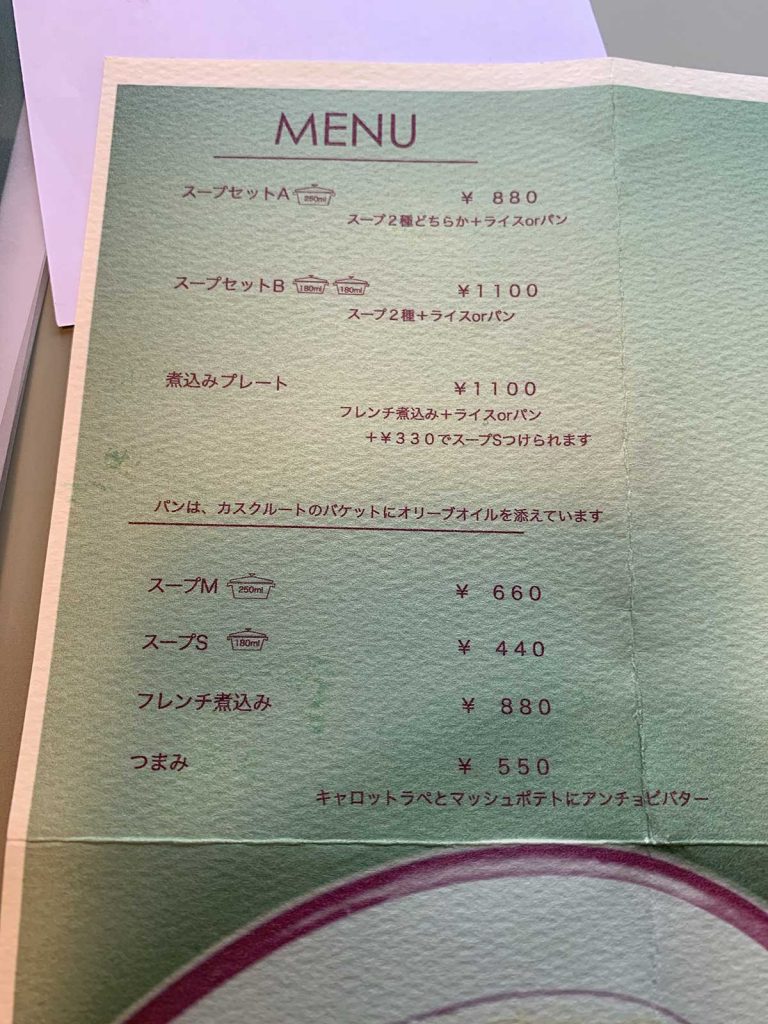 MENU
スープセットA 250ml ¥ 880
スープ2種どちらか+ライスorパン
スープセットB 180ml 180ml ¥1100
スープ2種+ライスorパン
煮込みプレート ¥1100
フレンチ煮込み+ライスorパン
+¥330でスープSつけられます
パンは、カスクルートのバケットにオリーブオイルを添えています
スープM 250ml ¥ 660
スープS 180ml ¥ 440
フレンチ煮込み ¥ 880
つまみ ¥ 550
キャロットラペとマッシュポテトにアンチョビバター